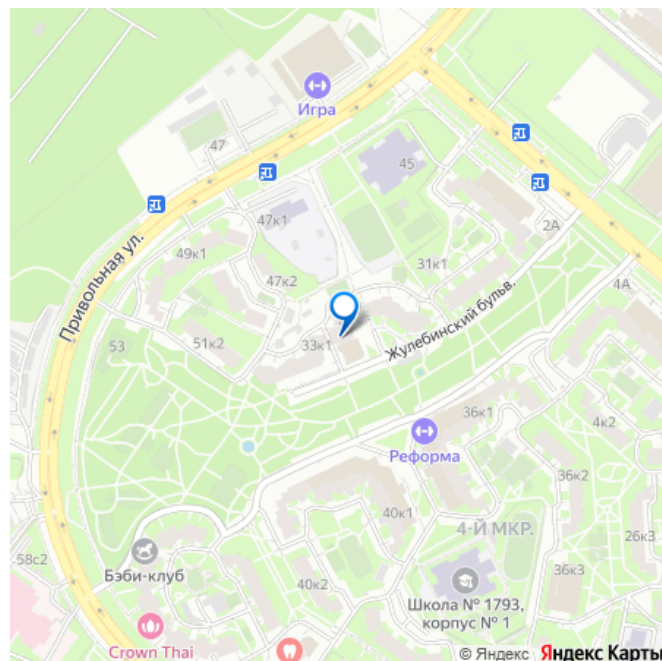 Игра
47
45
Привольная ул.
47к1
2А
49к1
31к1
47к2
4А
Жулебинский бульв.
53
51к2
33к1
36к1
4к2
Реформа
36к2
40к1
4-Й МКР.
26к3
58с2
Бэби-клуб
36к3
40к2
Школа № 1793,
корпус № 1
Crown Thai
© Яндекс Яндекс Карты